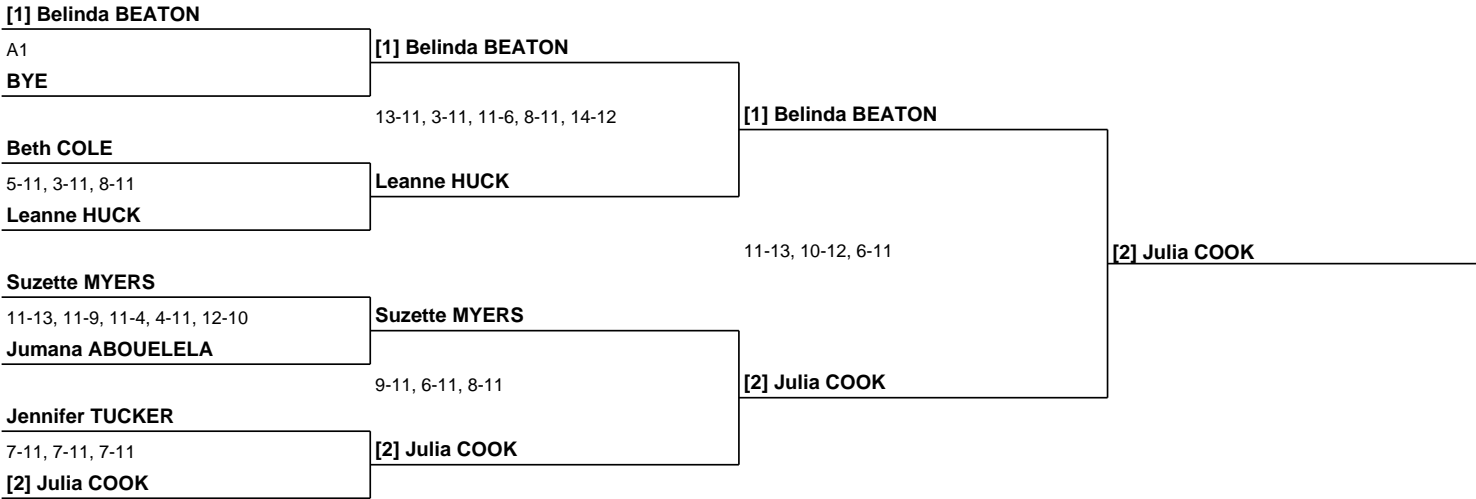 [1] Belinda BEATON
A1
BYE
Beth COLE
5-11, 3-11, 8-11
Leanne HUCK
Suzette MYERS
11-13, 11-9, 11-4, 4-11, 12-10
Jumana ABOUELELA
Jennifer TUCKER
7-11, 7-11, 7-11
[2] Julia COOK
[1] Belinda BEATON
13-11, 3-11, 11-6, 8-11, 14-12
Leanne HUCK
Suzette MYERS
9-11, 6-11, 8-11
[2] Julia COOK
[1] Belinda BEATON
11-13, 10-12, 6-11
[2] Julia COOK
[2] Julia COOK